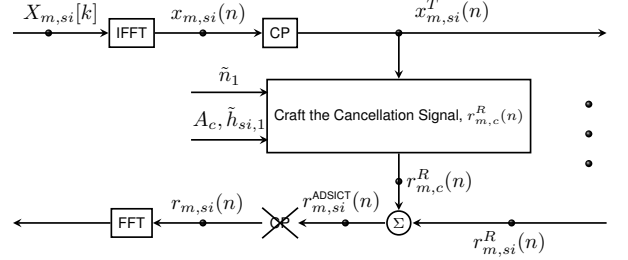 X_{m,si}[k]
IFFT
x_{m,si}(n)
CP
x^T_{m,si}(n)
ñ_1
A_c, h̃_{si,1}
Craft the Cancellation Signal, r^R_{m,c}(n)
r^R_{m,c}(n)
FFT
r_{m,si}(n)
CP
r^{ADSICT}_{m,si}(n)
Σ
r^R_{m,si}(n)